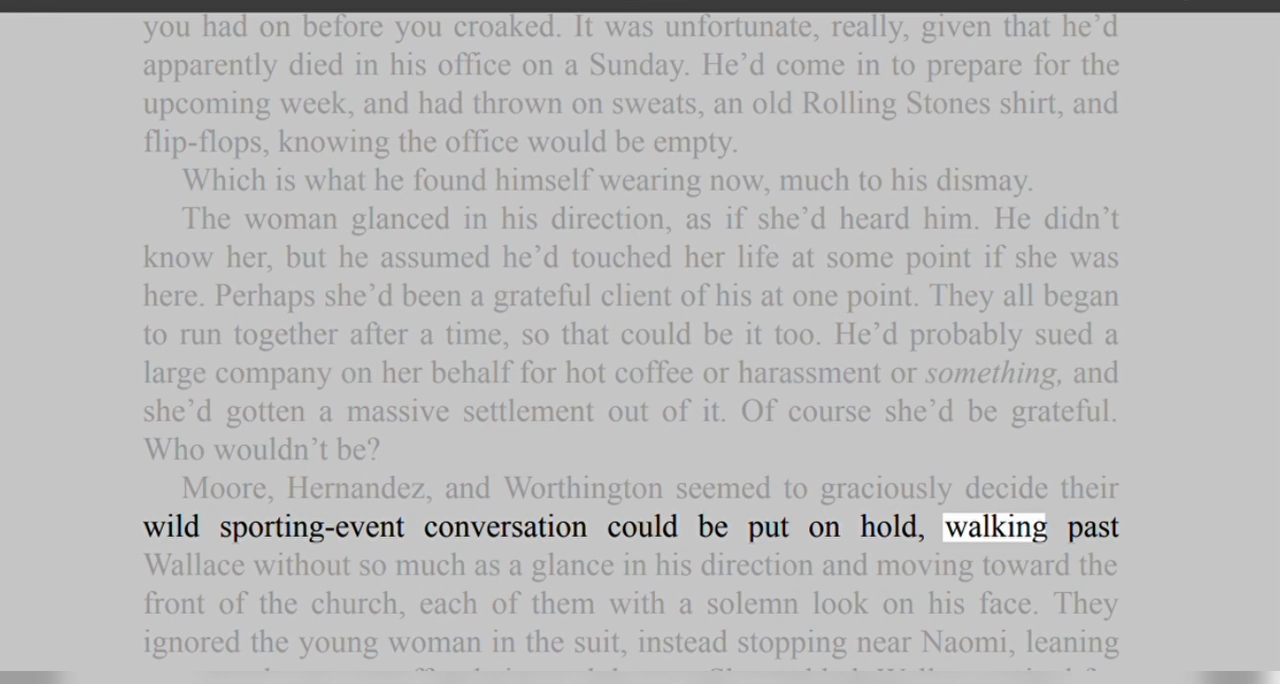 you had on before you croaked. It was unfortunate, really, given that he’d
apparently died in his office on a Sunday. He’d come in to prepare for the
upcoming week, and had thrown on sweats, an old Rolling Stones shirt, and
flip-flops, knowing the office would be empty.
Which is what he found himself wearing now, much to his dismay.
The woman glanced in his direction, as if she’d heard him. He didn’t
know her, but he assumed he’d touched her life at some point if she was
here. Perhaps she’d been a grateful client of his at one point. They all began
to run together after a time, so that could be it too. He’d probably sued a
large company on her behalf for hot coffee or harassment or something, and
she’d gotten a massive settlement out of it. Of course she’d be grateful.
Who wouldn’t be?
Moore, Hernandez, and Worthington seemed to graciously decide their
wild sporting-event conversation could be put on hold, walking past
Wallace without so much as a glance in his direction and moving toward the
front of the church, each of them with a solemn look on his face. They
ignored the young woman in the suit, instead stopping near Naomi, leaning